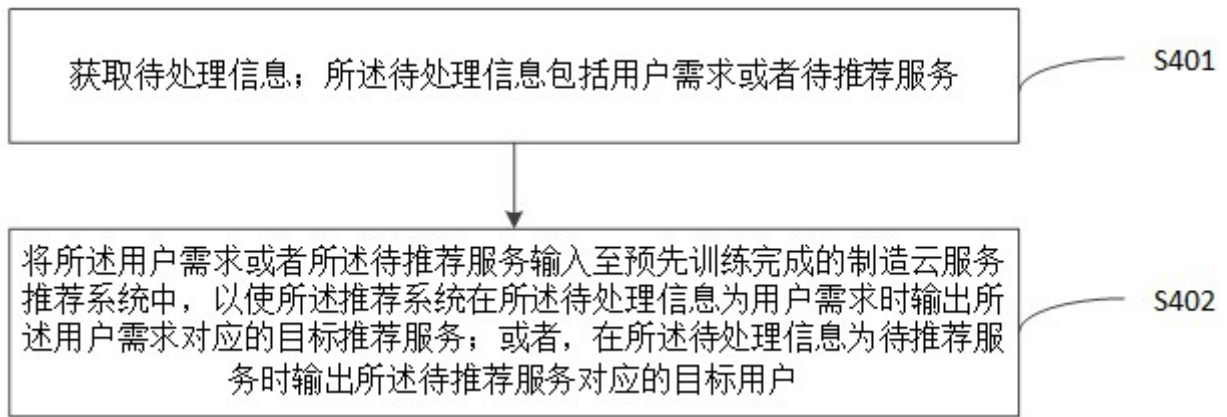 获取待处理信息；所述待处理信息包括用户需求或者待推荐服务
S401
将所述用户需求或者所述待推荐服务输入至预先训练完成的制造云服务
推荐系统中，以使所述推荐系统在所述待处理信息为用户需求时输出所
述用户需求对应的目标推荐服务；或者，在所述待处理信息为待推荐服
务时输出所述待推荐服务对应的目标用户
S402